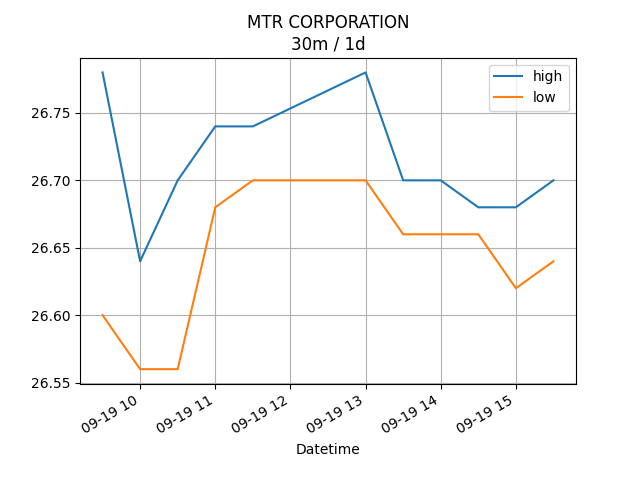 MTR CORPORATION
30m / 1d
high
low
26.75
26.70
26.65
26.60
26.55
09-19 10
09-19 11
09-19 12
09-19 13
09-19 14
09-19 15
Datetime